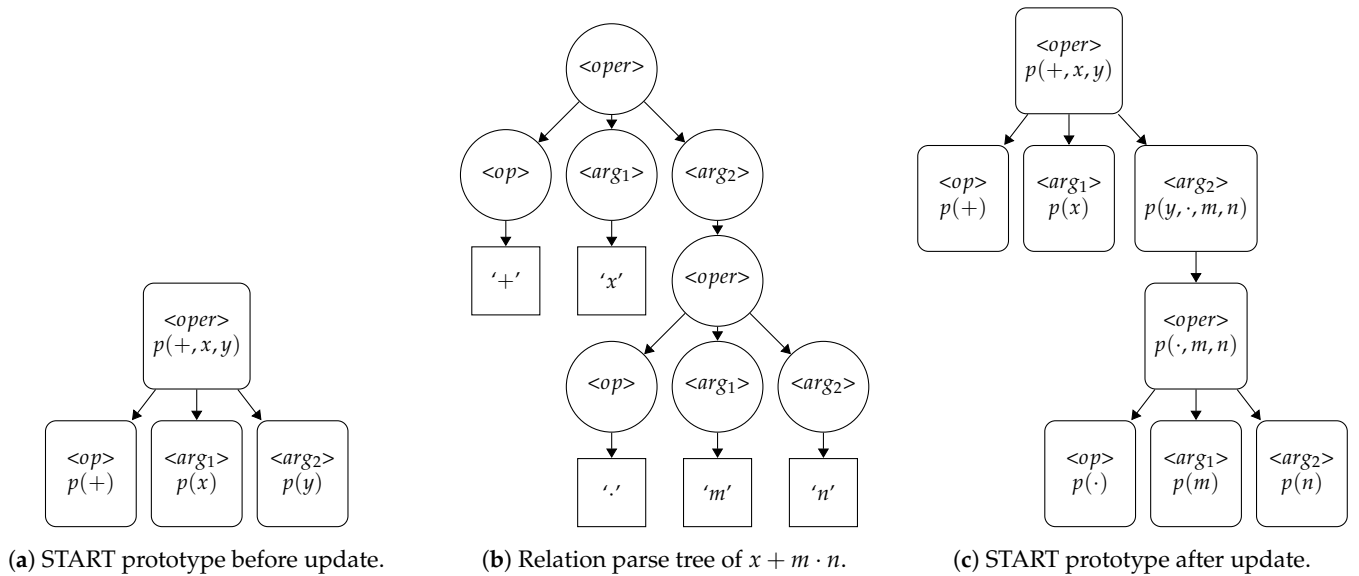 <oper>
p(+, x, y)
<op>
p(+)
<arg₁>
p(x)
<arg₂>
p(y)
(a) START prototype before update.
<oper>
<op>
<arg₁>
<arg₂>
‘+’
‘x’
<oper>
<op>
<arg₁>
<arg₂>
‘·’
‘m’
‘n’
(b) Relation parse tree of x + m · n.
<oper>
p(+, x, y)
<op>
p(+)
<arg₁>
p(x)
<arg₂>
p(y, ·, m, n)
<oper>
p(·, m, n)
<op>
p(·)
<arg₁>
p(m)
<arg₂>
p(n)
(c) START prototype after update.